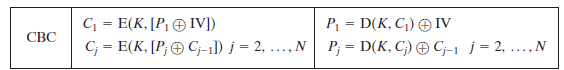 CBC
C₁ = E(K, [P₁ ⊕ IV]) P₁ = D(K, C₁) ⊕ IV
Cⱼ = E(K, [Pⱼ ⊕ Cⱼ₋₁]) j = 2, ..., N Pⱼ = D(K, Cⱼ) ⊕ Cⱼ₋₁ j = 2, ..., N